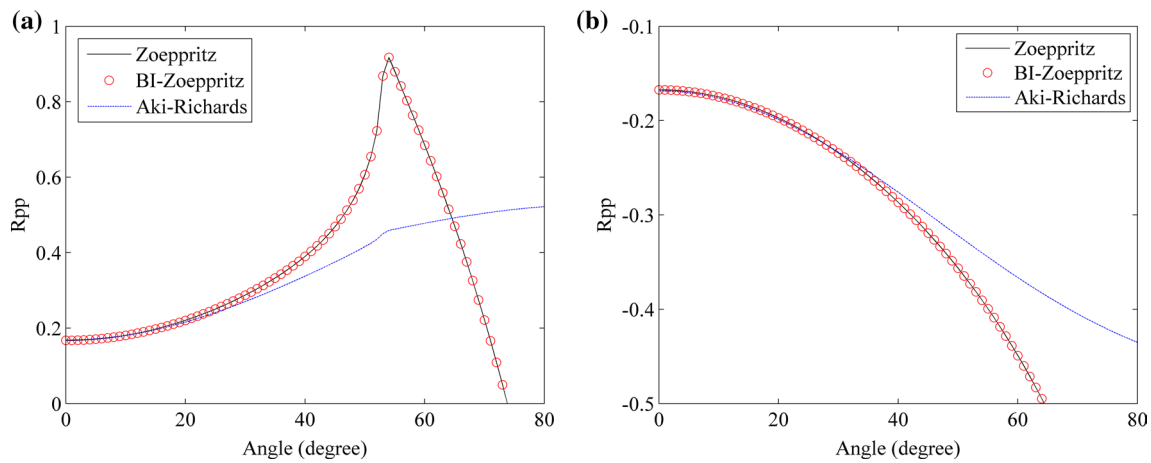 (a)
1
0.8
0.6
0.4
0.2
0
Rpp
Zoeppritz
BI-Zoeppritz
Aki-Richards
0 20 40 60 80
Angle (degree)
(b)
-0.1
-0.2
-0.3
-0.4
-0.5
Rpp
Zoeppritz
BI-Zoeppritz
Aki-Richards
0 20 40 60 80
Angle (degree)